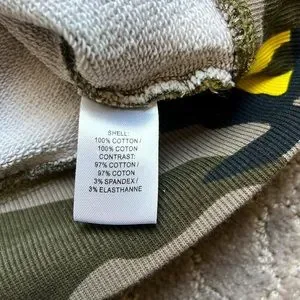 SHELL:
100% COTTON /
100% COTON
CONTRAST:
97% COTTON /
97% COTON
3% SPANDEX /
3% ELASTHANNE